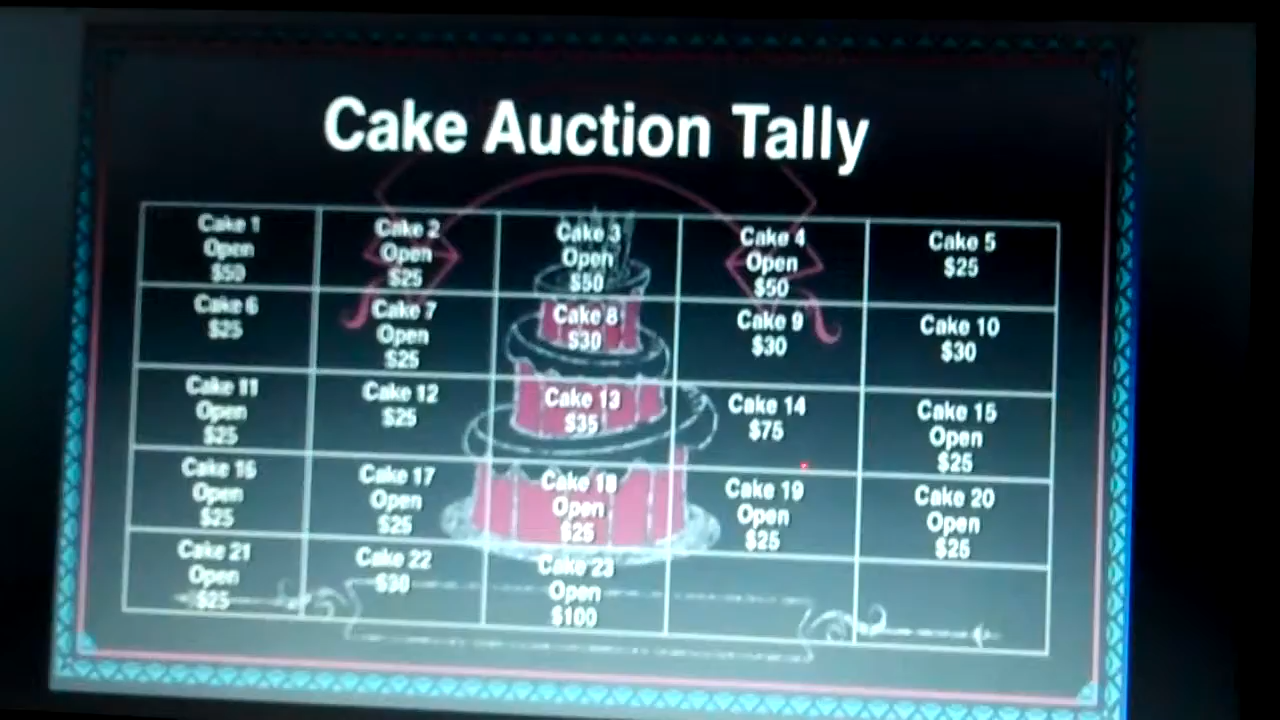 Cake Auction Tally
Cake 1
Open
$50
Cake 2
Open
$25
Cake 3
Open
$50
Cake 4
Open
$50
Cake 5
$25
Cake 6
$25
Cake 7
Open
$25
Cake 8
$30
Cake 9
$30
Cake 10
$30
Cake 11
Open
$25
Cake 12
$25
Cake 13
$35
Cake 14
$75
Cake 15
Open
$25
Cake 16
Open
$25
Cake 17
Open
$25
Cake 18
Open
$25
Cake 19
Open
$25
Cake 20
Open
$25
Cake 21
Open
$25
Cake 22
$30
Cake 23
Open
$100